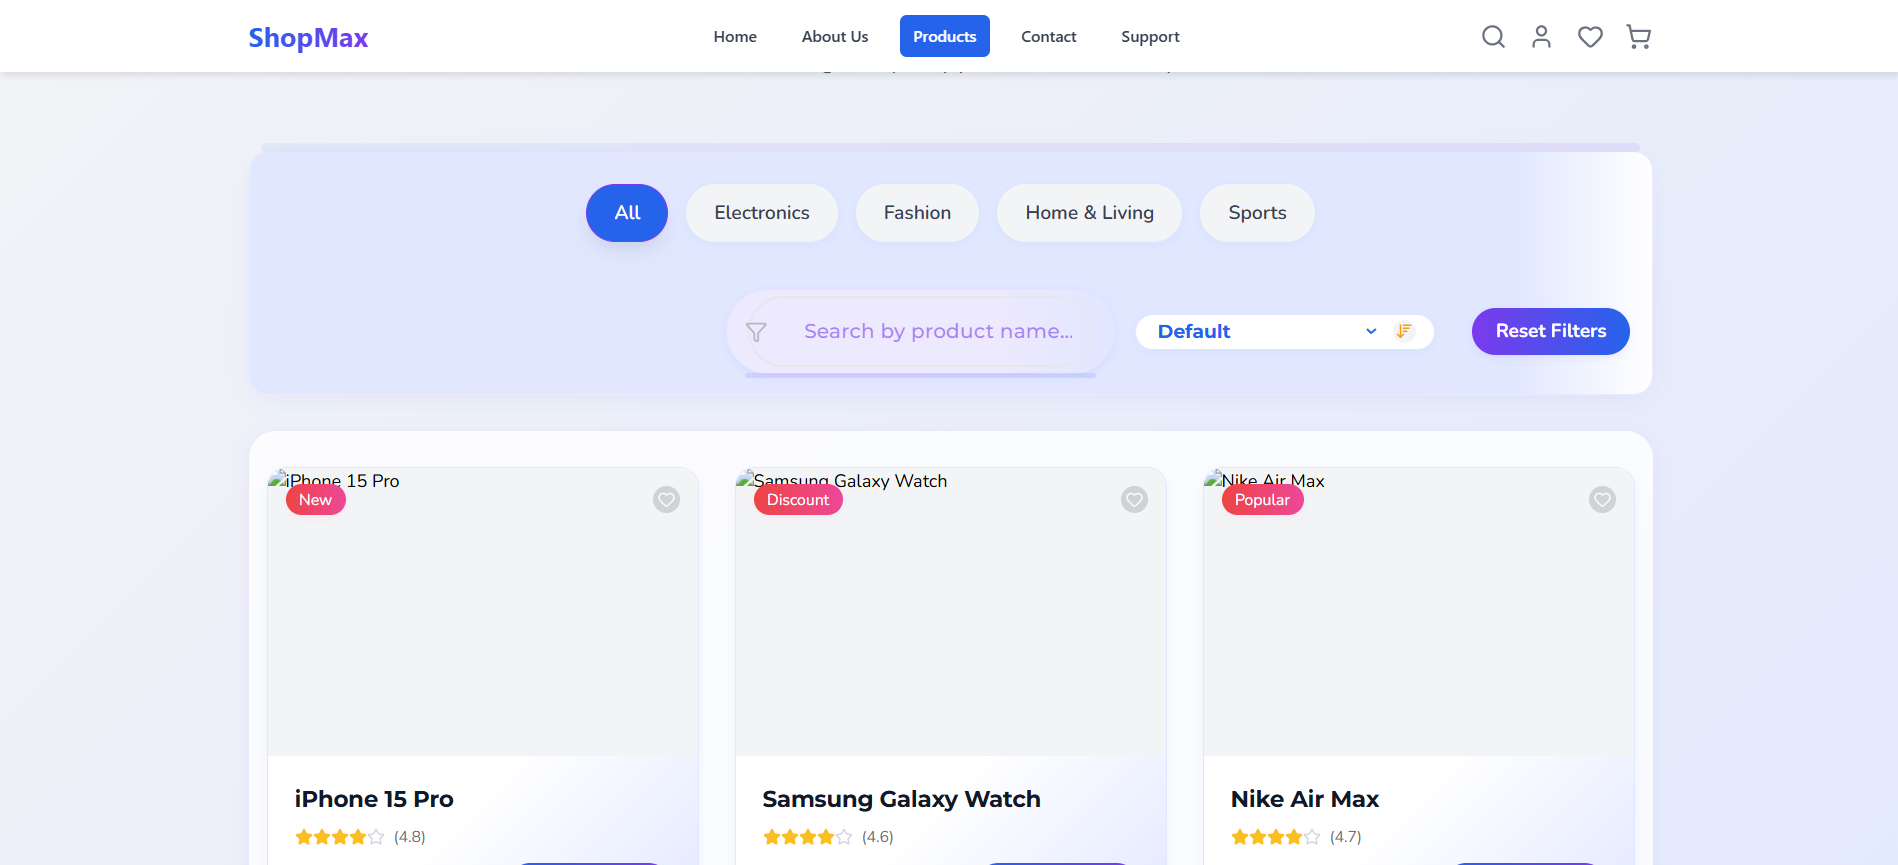 ShopMax
Home About Us Products Contact Support
All Electronics Fashion Home & Living Sports
Search by product name... Default Reset Filters
iPhone 15 Pro Samsung Galaxy Watch Nike Air Max
New Discount Popular
iPhone 15 Pro Samsung Galaxy Watch Nike Air Max
(4.8) (4.6) (4.7)